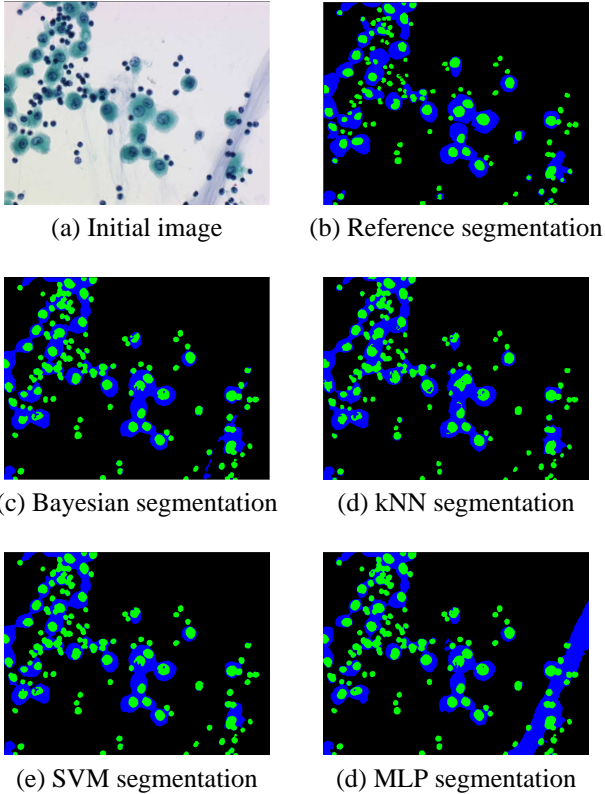 (a) Initial image
(b) Reference segmentation
(c) Bayesian segmentation
(d) kNN segmentation
(e) SVM segmentation
(d) MLP segmentation